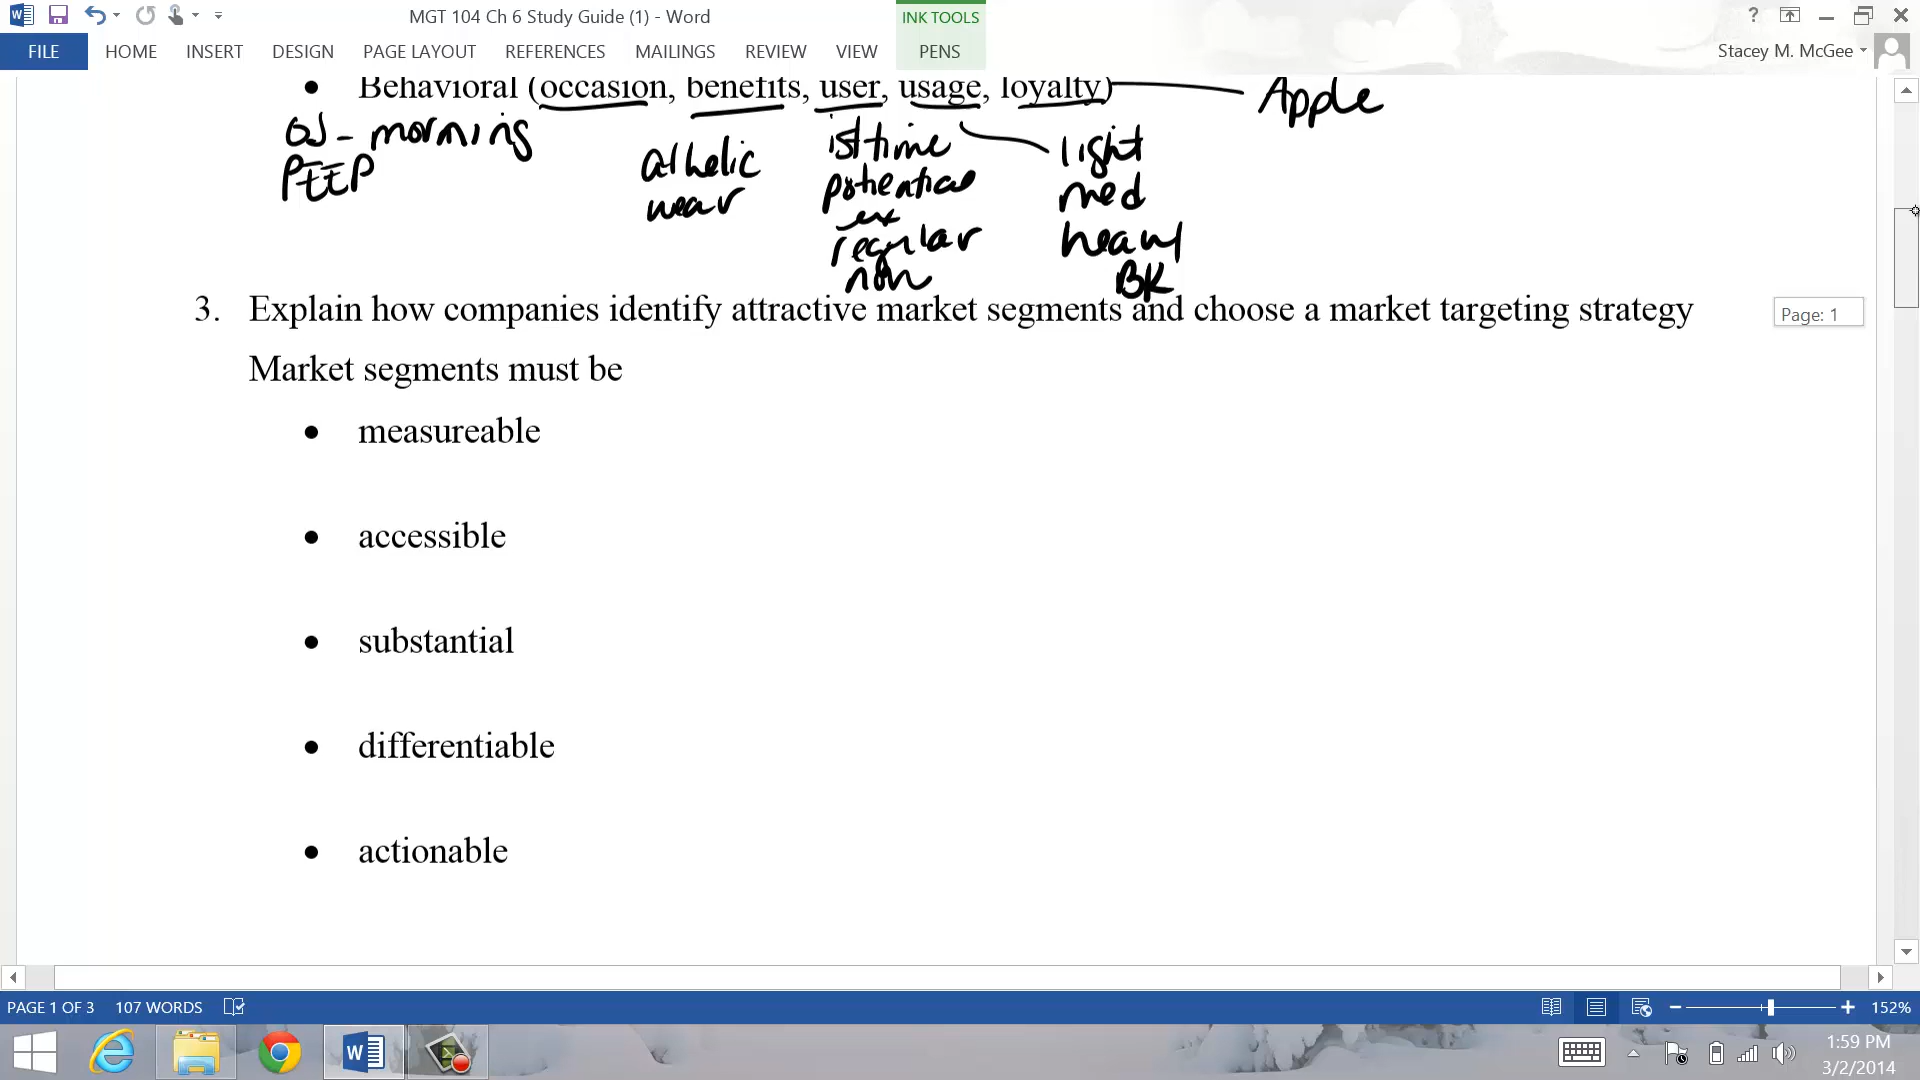 MGT 104 Ch 6 Study Guide (1) - Word
INK TOOLS
?
FILE HOME INSERT DESIGN PAGE LAYOUT REFERENCES MAILINGS REVIEW VIEW PENS
Stacey M. McGee
• Behavioral (occasion, benefits, user, usage, loyalty)
Apple
OJ - morning
athelic
wear
1st time
potential
ex
regular
non
light
med
heavy
BK
3. Explain how companies identify attractive market segments and choose a market targeting strategy
Page: 1
Market segments must be
• measureable
• accessible
• substantial
• differentiable
• actionable
PAGE 1 OF 3 107 WORDS
152%
1:59 PM
3/2/2014